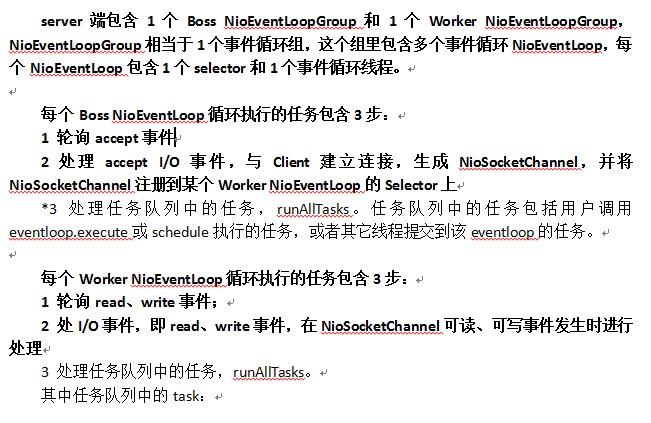 server 端包含 1 个 Boss NioEventLoopGroup 和 1 个 Worker NioEventLoopGroup，
NioEventLoopGroup 相当于 1 个事件循环组，这个组里包含多个事件循环 NioEventLoop，每
个 NioEventLoop 包含 1 个 selector 和 1 个事件循环线程。
每个 Boss NioEventLoop 循环执行的任务包含 3 步：
1 轮询 accept 事件
2 处理 accept I/O 事件，与 Client 建立连接，生成 NioSocketChannel，并将
NioSocketChannel 注册到某个 Worker NioEventLoop 的 Selector 上
*3 处理任务队列中的任务，runAllTasks。任务队列中的任务包括用户调用
eventloop.execute 或 schedule 执行的任务，或者其它线程提交到该 eventloop 的任务。
每个 Worker NioEventLoop 循环执行的任务包含 3 步：
1 轮询 read、write 事件；
2 处 I/O 事件，即 read、write 事件，在 NioSocketChannel 可读、可写事件发生时进行
处理
3 处理任务队列中的任务，runAllTasks。
其中任务队列中的 task：